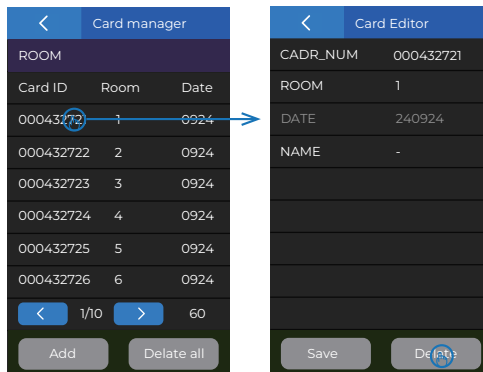 Card manager
ROOM
Card ID Room Date
000432721 1 0924
000432722 2 0924
000432723 3 0924
000432724 4 0924
000432725 5 0924
000432726 6 0924
1/10 60
Add Delate all
Card Editor
CADR_NUM 000432721
ROOM 1
DATE 240924
NAME -
Save Delate